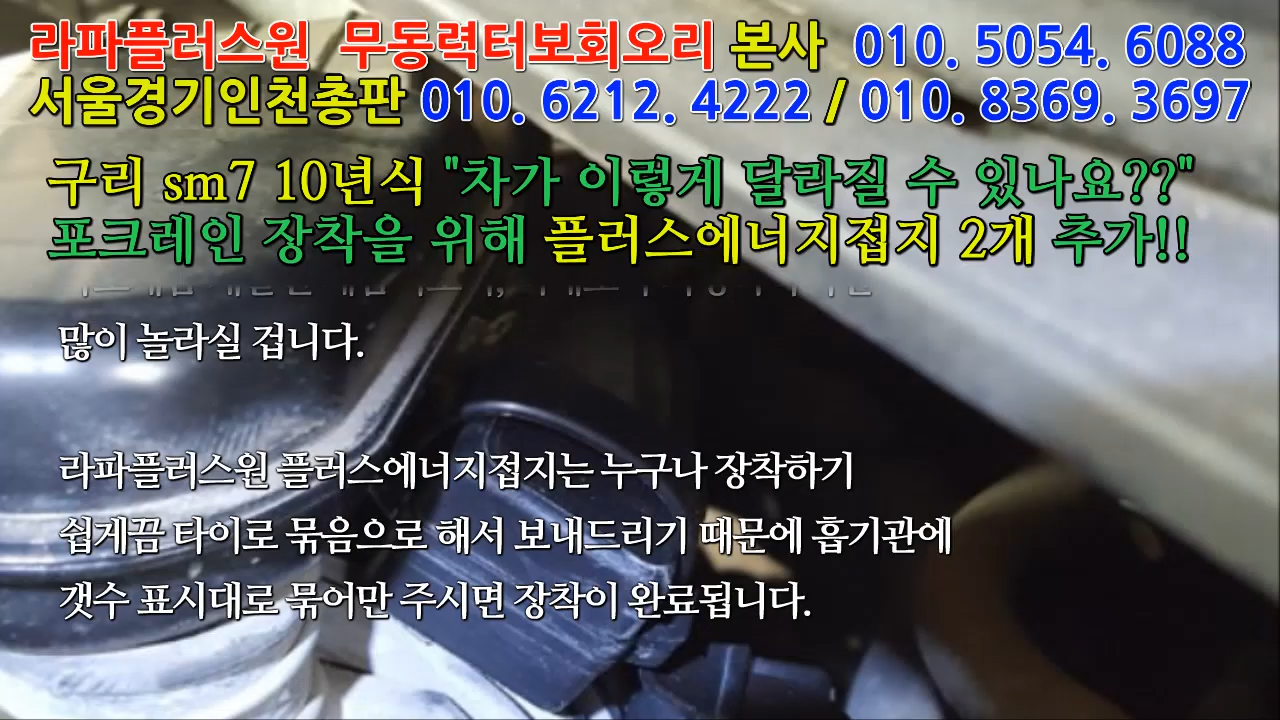 라파플러스원 무동력터보회오리 본사 010. 5054. 6088
서울경기인천총판 010. 6212. 4222 / 010. 8369. 3697
구리 sm7 10년식 "차가 이렇게 달라질 수 있나요??"
포크레인 장착을 위해 플러스에너지접지 2개 추가!!
많이 놀라실 겁니다.
라파플러스원 플러스에너지접지는 누구나 장착하기
쉽게끔 타이로 묶음으로 해서 보내드리기 때문에 흡기관에
갯수 표시대로 묶어만 주시면 장착이 완료됩니다.